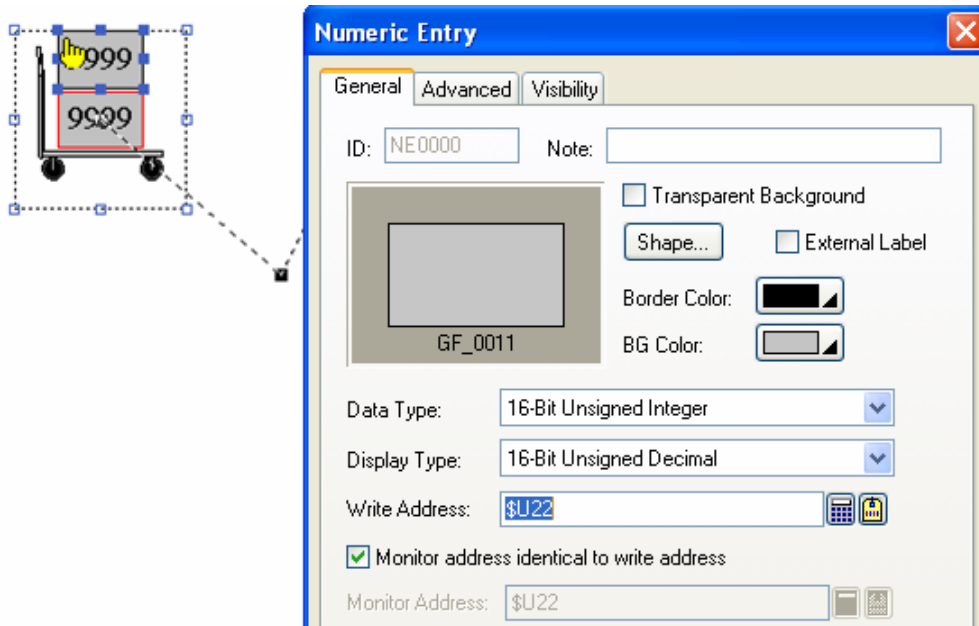 9999
9999
Numeric Entry
General Advanced Visibility
ID: NE0000 Note:
Transparent Background
Shape... External Label
Border Color:
GF_0011 BG Color:
Data Type: 16-Bit Unsigned Integer
Display Type: 16-Bit Unsigned Decimal
Write Address: $U22
Monitor address identical to write address
Monitor Address: $U22